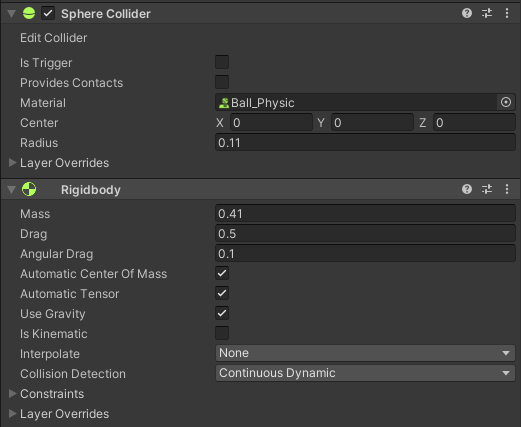 Sphere Collider
Edit Collider
Is Trigger
Provides Contacts
Material Ball_Physic
Center X 0 Y 0 Z 0
Radius 0.11
Layer Overrides
Rigidbody
Mass 0.41
Drag 0.5
Angular Drag 0.1
Automatic Center Of Mass
Automatic Tensor
Use Gravity
Is Kinematic
Interpolate None
Collision Detection Continuous Dynamic
Constraints
Layer Overrides